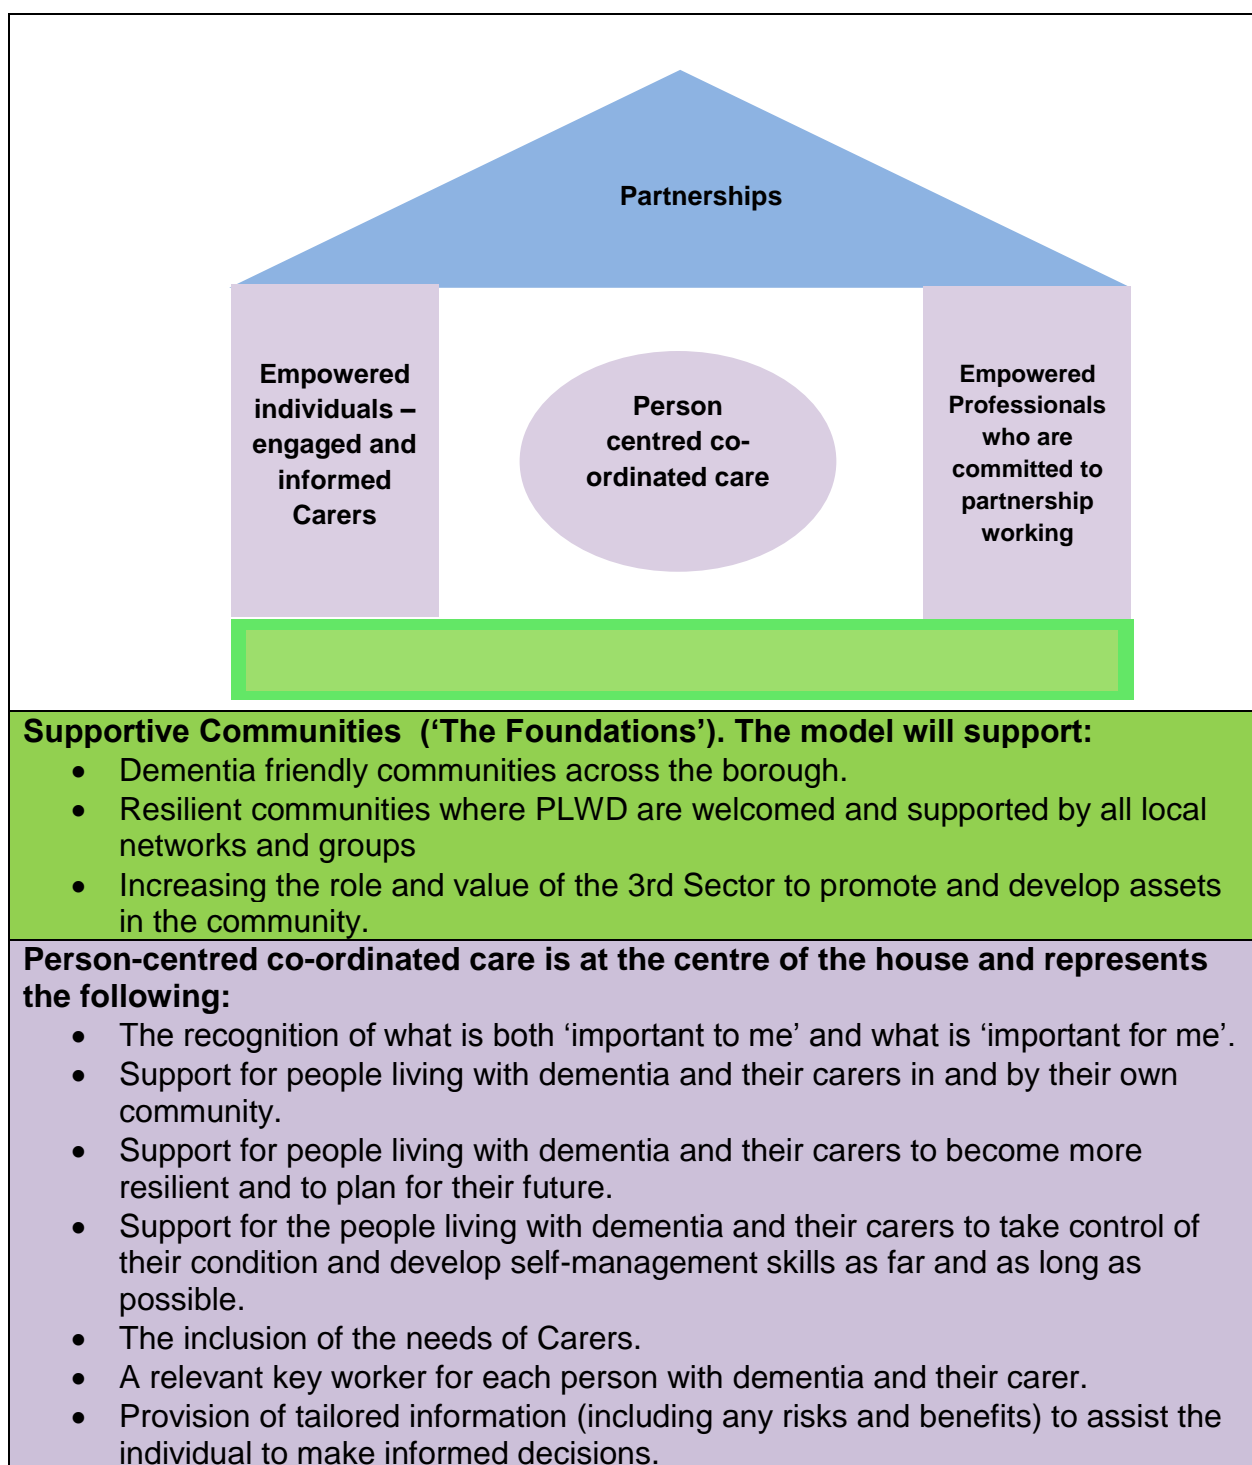 Partnerships
Empowered
individuals –
engaged and
informed
Carers
Person
centred co-
ordinated care
Empowered
Professionals
who are
committed to
partnership
working
Supportive Communities  (‘The Foundations’). The model will support:
• Dementia friendly communities across the borough.
• Resilient communities where PLWD are welcomed and supported by all local
networks and groups
• Increasing the role and value of the 3rd Sector to promote and develop assets
in the community.
Person-centred co-ordinated care is at the centre of the house and represents
the following:
• The recognition of what is both ‘important to me’ and what is ‘important for me’.
• Support for people living with dementia and their carers in and by their own
community.
• Support for people living with dementia and their carers to become more
resilient and to plan for their future.
• Support for the people living with dementia and their carers to take control of
their condition and develop self-management skills as far and as long as
possible.
• The inclusion of the needs of Carers.
• A relevant key worker for each person with dementia and their carer.
• Provision of tailored information (including any risks and benefits) to assist the
individual to make informed decisions.